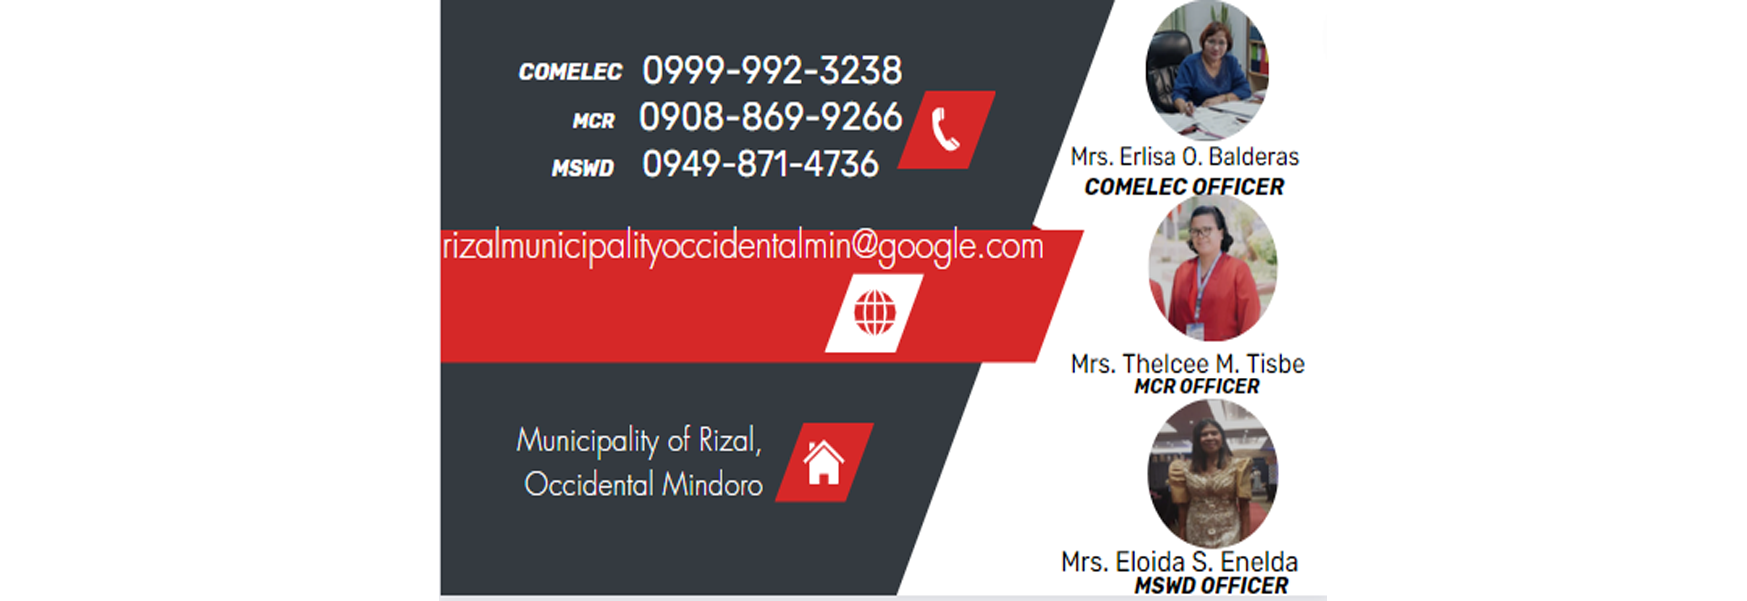 COMELEC 0999-992-3238
MCR 0908-869-9266
MSWD 0949-871-4736
rizalmunicipalityoccidentalmin@google.com
Municipality of Rizal,
Occidental Mindoro
Mrs. Erlisa O. Balderas
COMELEC OFFICER
Mrs. Thelcee M. Tisbe
MCR OFFICER
Mrs. Eloida S. Enelda
MSWD OFFICER